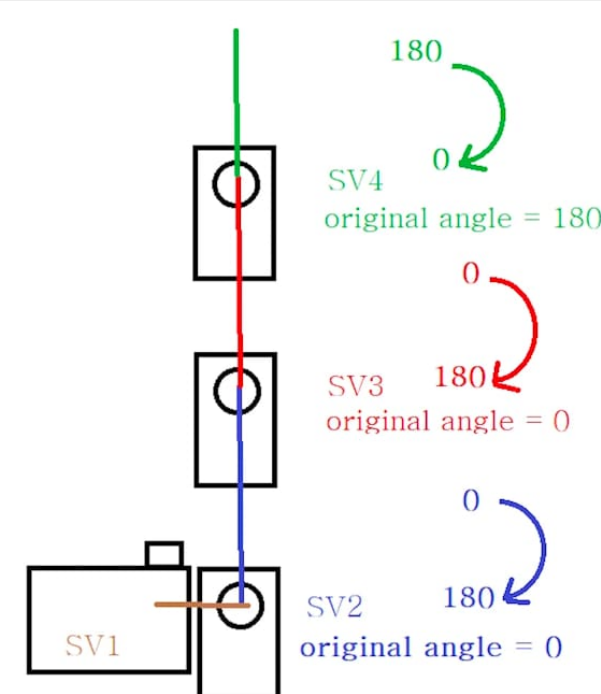 180
0
SV4
original angle = 180
0
SV3
180
original angle = 0
0
SV2
180
SV1
original angle = 0